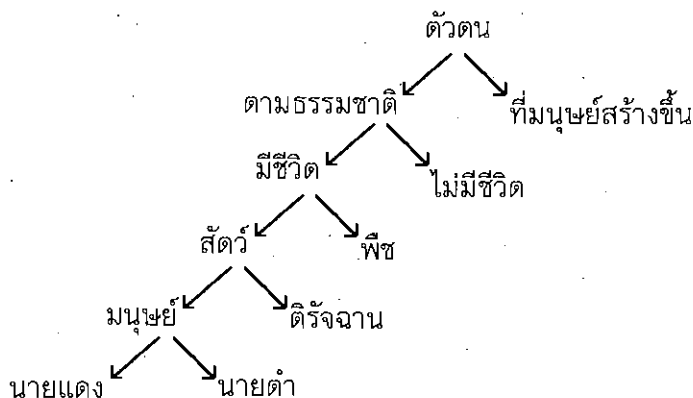 ตัวตน
ตามธรรมชาติ ที่มนุษย์สร้างขึ้น
มีชีวิต ไม่มีชีวิต
สัตว์ พืช
มนุษย์ ติรัจฉาน
นายแดง นายดำ